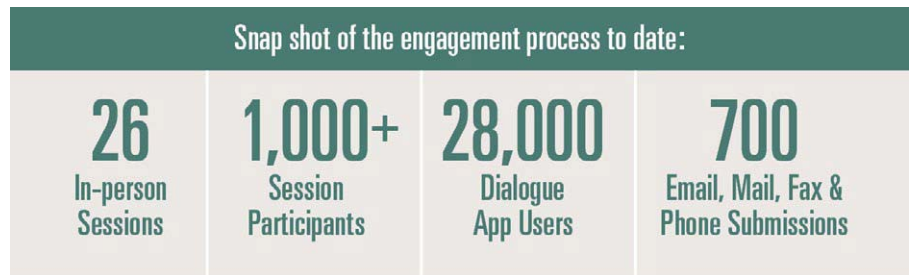 Snap shot of the engagement process to date:
26
In-person
Sessions
1,000+
Session
Participants
28,000
Dialogue
App Users
700
Email, Mail, Fax &
Phone Submissions